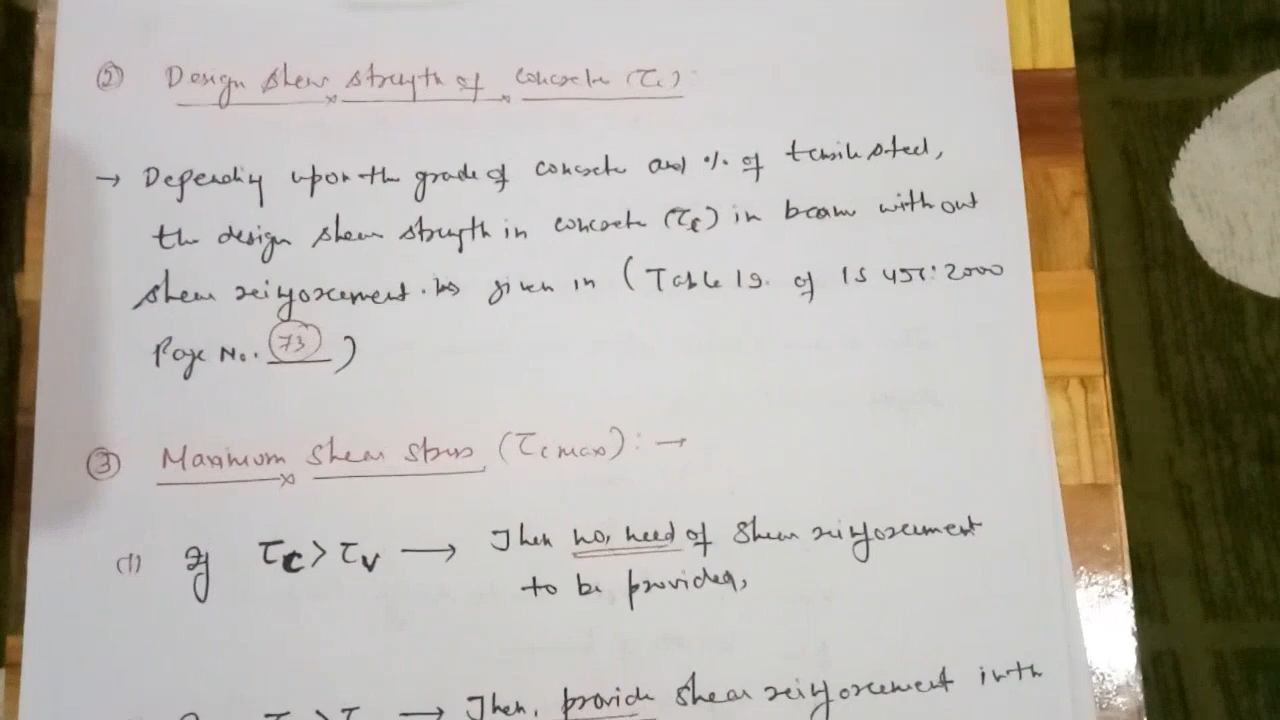 ② Design shear strength of concrete (τc):
→ Depending upon the grade of concrete and % of tensile steel,
the design shear strength in concrete (τc) in beam without
shear reinforcement is given in (Table 19. of IS 456:2000
Page No. 73)
③ Maximum shear stress (τc max): →
(1) If τc > τv → Then no, need of shear reinforcement
to be provided,
→ Then, provide shear reinforcement in th